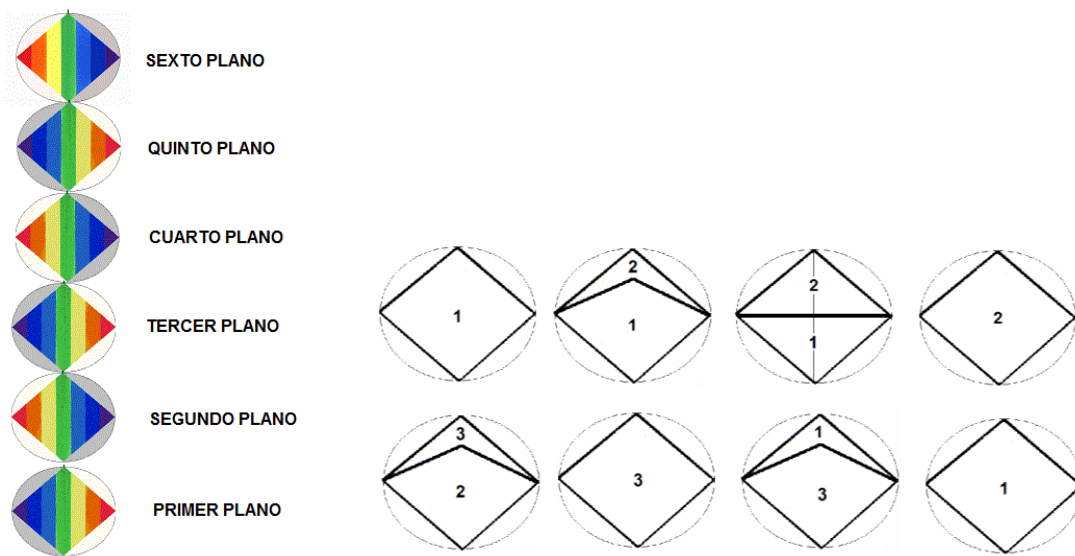 SEXTO PLANO
QUINTO PLANO
CUARTO PLANO
TERCER PLANO
SEGUNDO PLANO
PRIMER PLANO
1
2
1
2
1
2
3
2
3
1
3
1